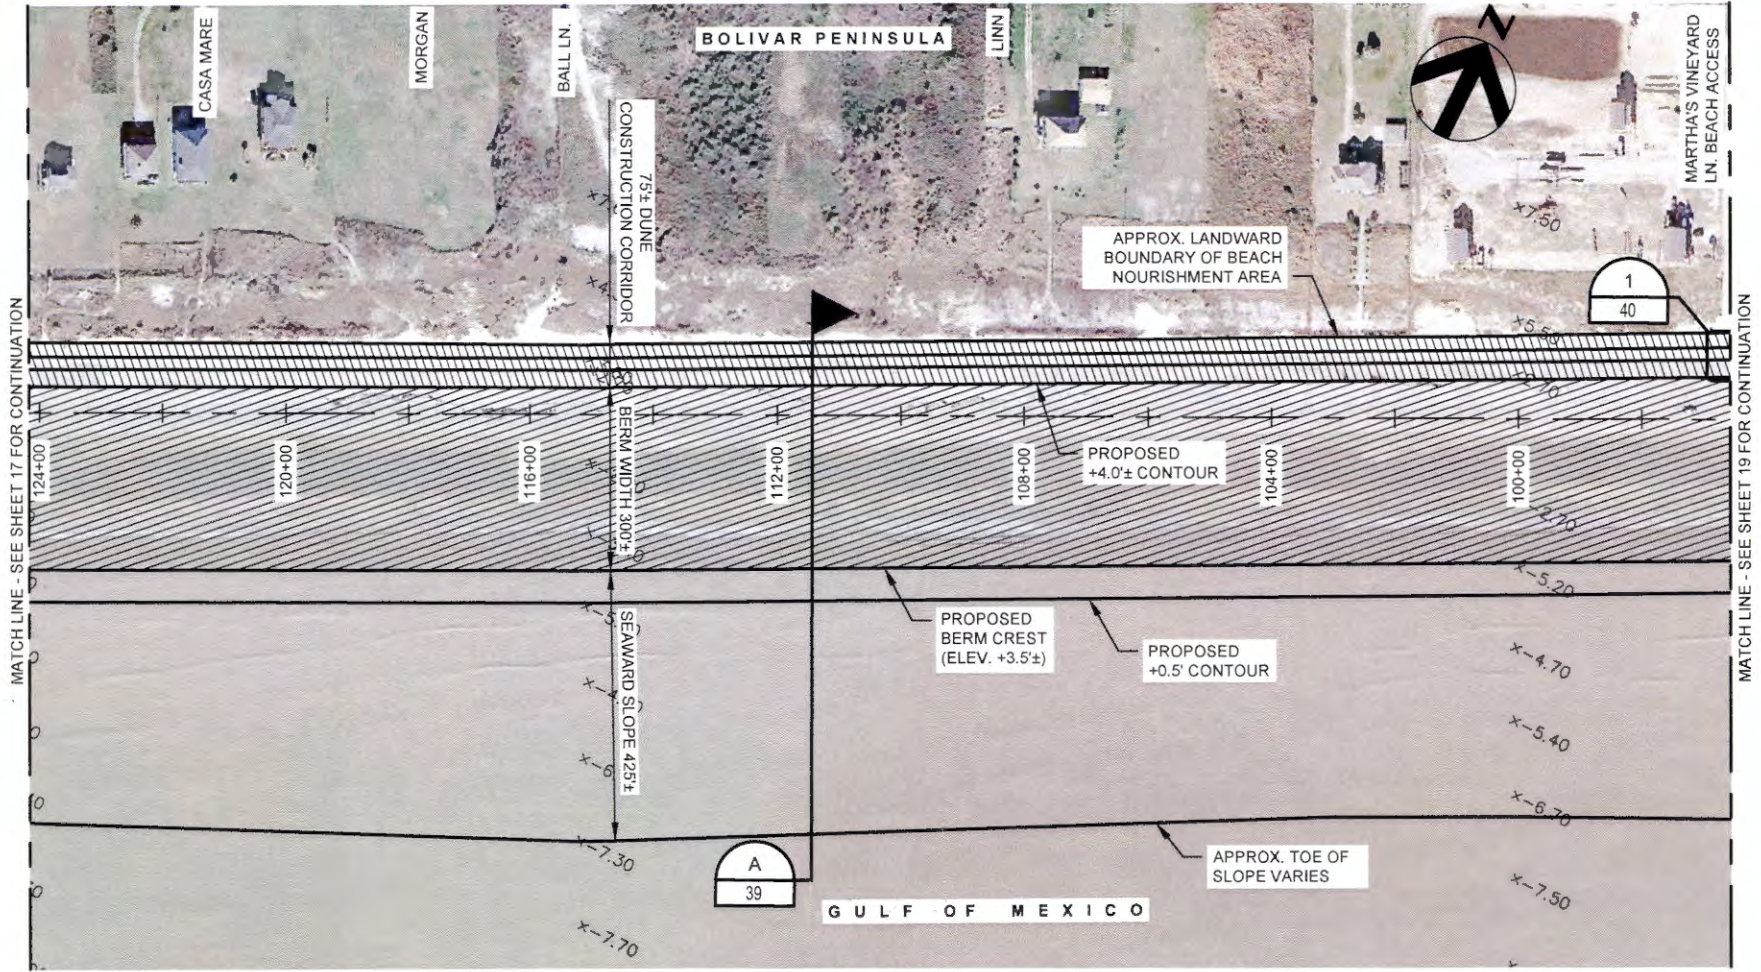 CASA MARE
MORGAN
BALL LN.
BOLIVAR PENINSULA
LINN
N
MARTHA'S VINEYARD
LN. BEACH ACCESS
75'± DUNE
CONSTRUCTION CORRIDOR
x7.50
APPROX. LANDWARD
BOUNDARY OF BEACH
NOURISHMENT AREA
1
40
x5.50
MATCH LINE - SEE SHEET 17 FOR CONTINUATION
MATCH LINE - SEE SHEET 19 FOR CONTINUATION
BERM WIDTH 300'±
124+00
120+00
116+00
112+00
108+00
104+00
100+00
PROPOSED
+4.0'± CONTOUR
-2.70
x-5.20
SEAWARD SLOPE 425'±
PROPOSED
BERM CREST
(ELEV. +3.5'±)
PROPOSED
+0.5' CONTOUR
x-4.70
x-5.40
x-6.70
x-7.30
APPROX. TOE OF
SLOPE VARIES
A
39
x-7.50
GULF OF MEXICO
x-7.70